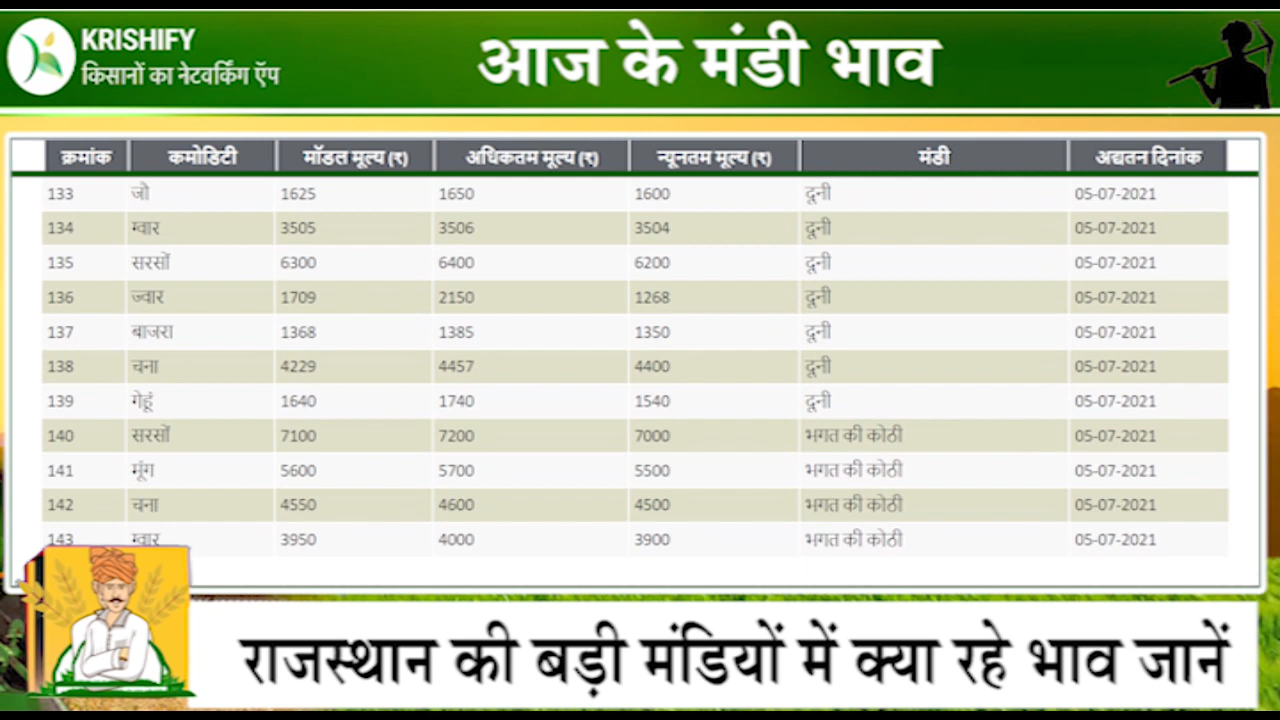 KRISHIFY
किसानों का नेटवर्किंग ऍप
आज के मंडी भाव
क्रमांक कमोडिटी मॉडल मूल्य (₹) अधिकतम मूल्य (₹) न्यूनतम मूल्य (₹) मंडी अद्यतन दिनांक
133 जो 1625 1650 1600 दूनी 05-07-2021
134 ग्वार 3505 3506 3504 दूनी 05-07-2021
135 सरसों 6300 6400 6200 दूनी 05-07-2021
136 ज्वार 1709 2150 1268 दूनी 05-07-2021
137 बाजरा 1368 1385 1350 दूनी 05-07-2021
138 चना 4229 4457 4400 दूनी 05-07-2021
139 गेहूं 1640 1740 1540 दूनी 05-07-2021
140 सरसों 7100 7200 7000 भगत की कोठी 05-07-2021
141 मूंग 5600 5700 5500 भगत की कोठी 05-07-2021
142 चना 4550 4600 4500 भगत की कोठी 05-07-2021
143 ग्वार 3950 4000 3900 भगत की कोठी 05-07-2021
राजस्थान की बड़ी मंडियों में क्या रहे भाव जानें